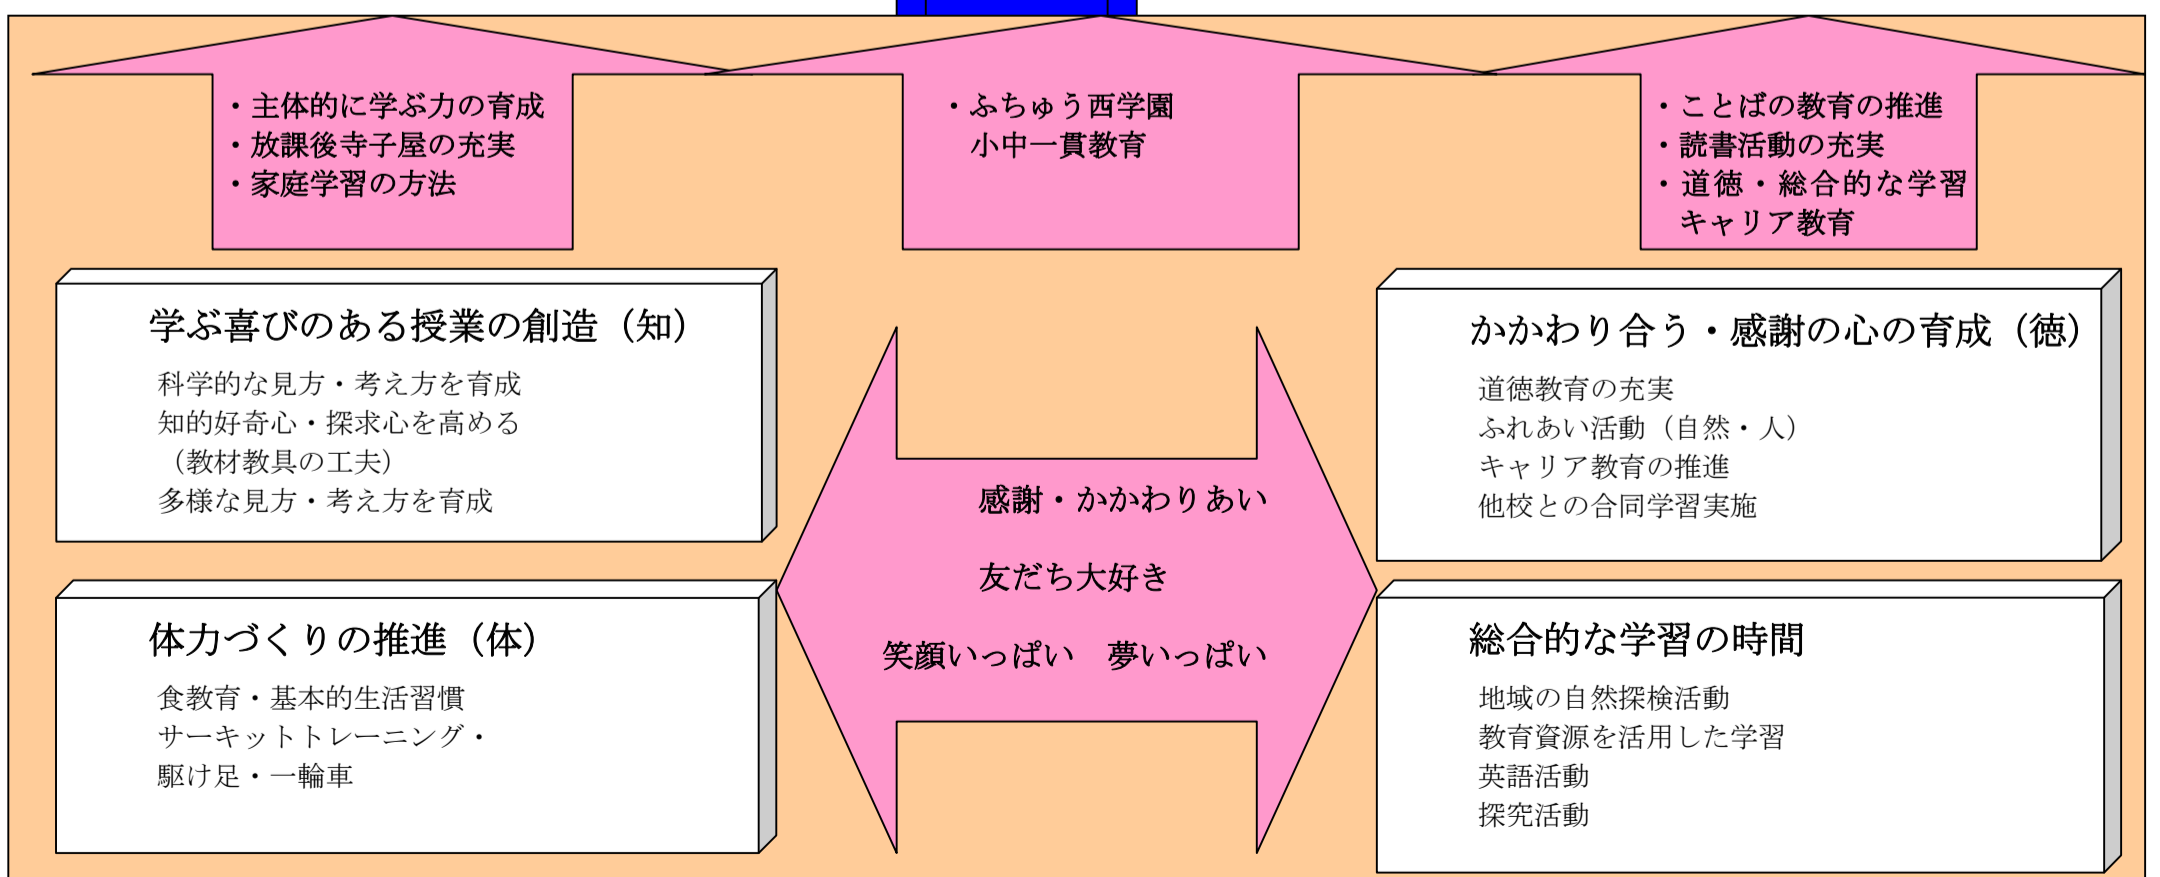 ・主体的に学ぶ力の育成
・放課後寺子屋の充実
・家庭学習の方法
・ふちゅう西学園
小中一貫教育
・ことばの教育の推進
・読書活動の充実
・道徳・総合的な学習
キャリア教育
学ぶ喜びのある授業の創造（知）
科学的な見方・考え方を育成
知的好奇心・探求心を高める
（教材教具の工夫）
多様な見方・考え方を育成
かかわり合う・感謝の心の育成（徳）
道徳教育の充実
ふれあい活動（自然・人）
キャリア教育の推進
他校との合同学習実施
感謝・かかわりあい
友だち大好き
笑顔いっぱい　夢いっぱい
体力づくりの推進（体）
食教育・基本的生活習慣
サーキットトレーニング・
駆け足・一輪車
総合的な学習の時間
地域の自然探検活動
教育資源を活用した学習
英語活動
探究活動